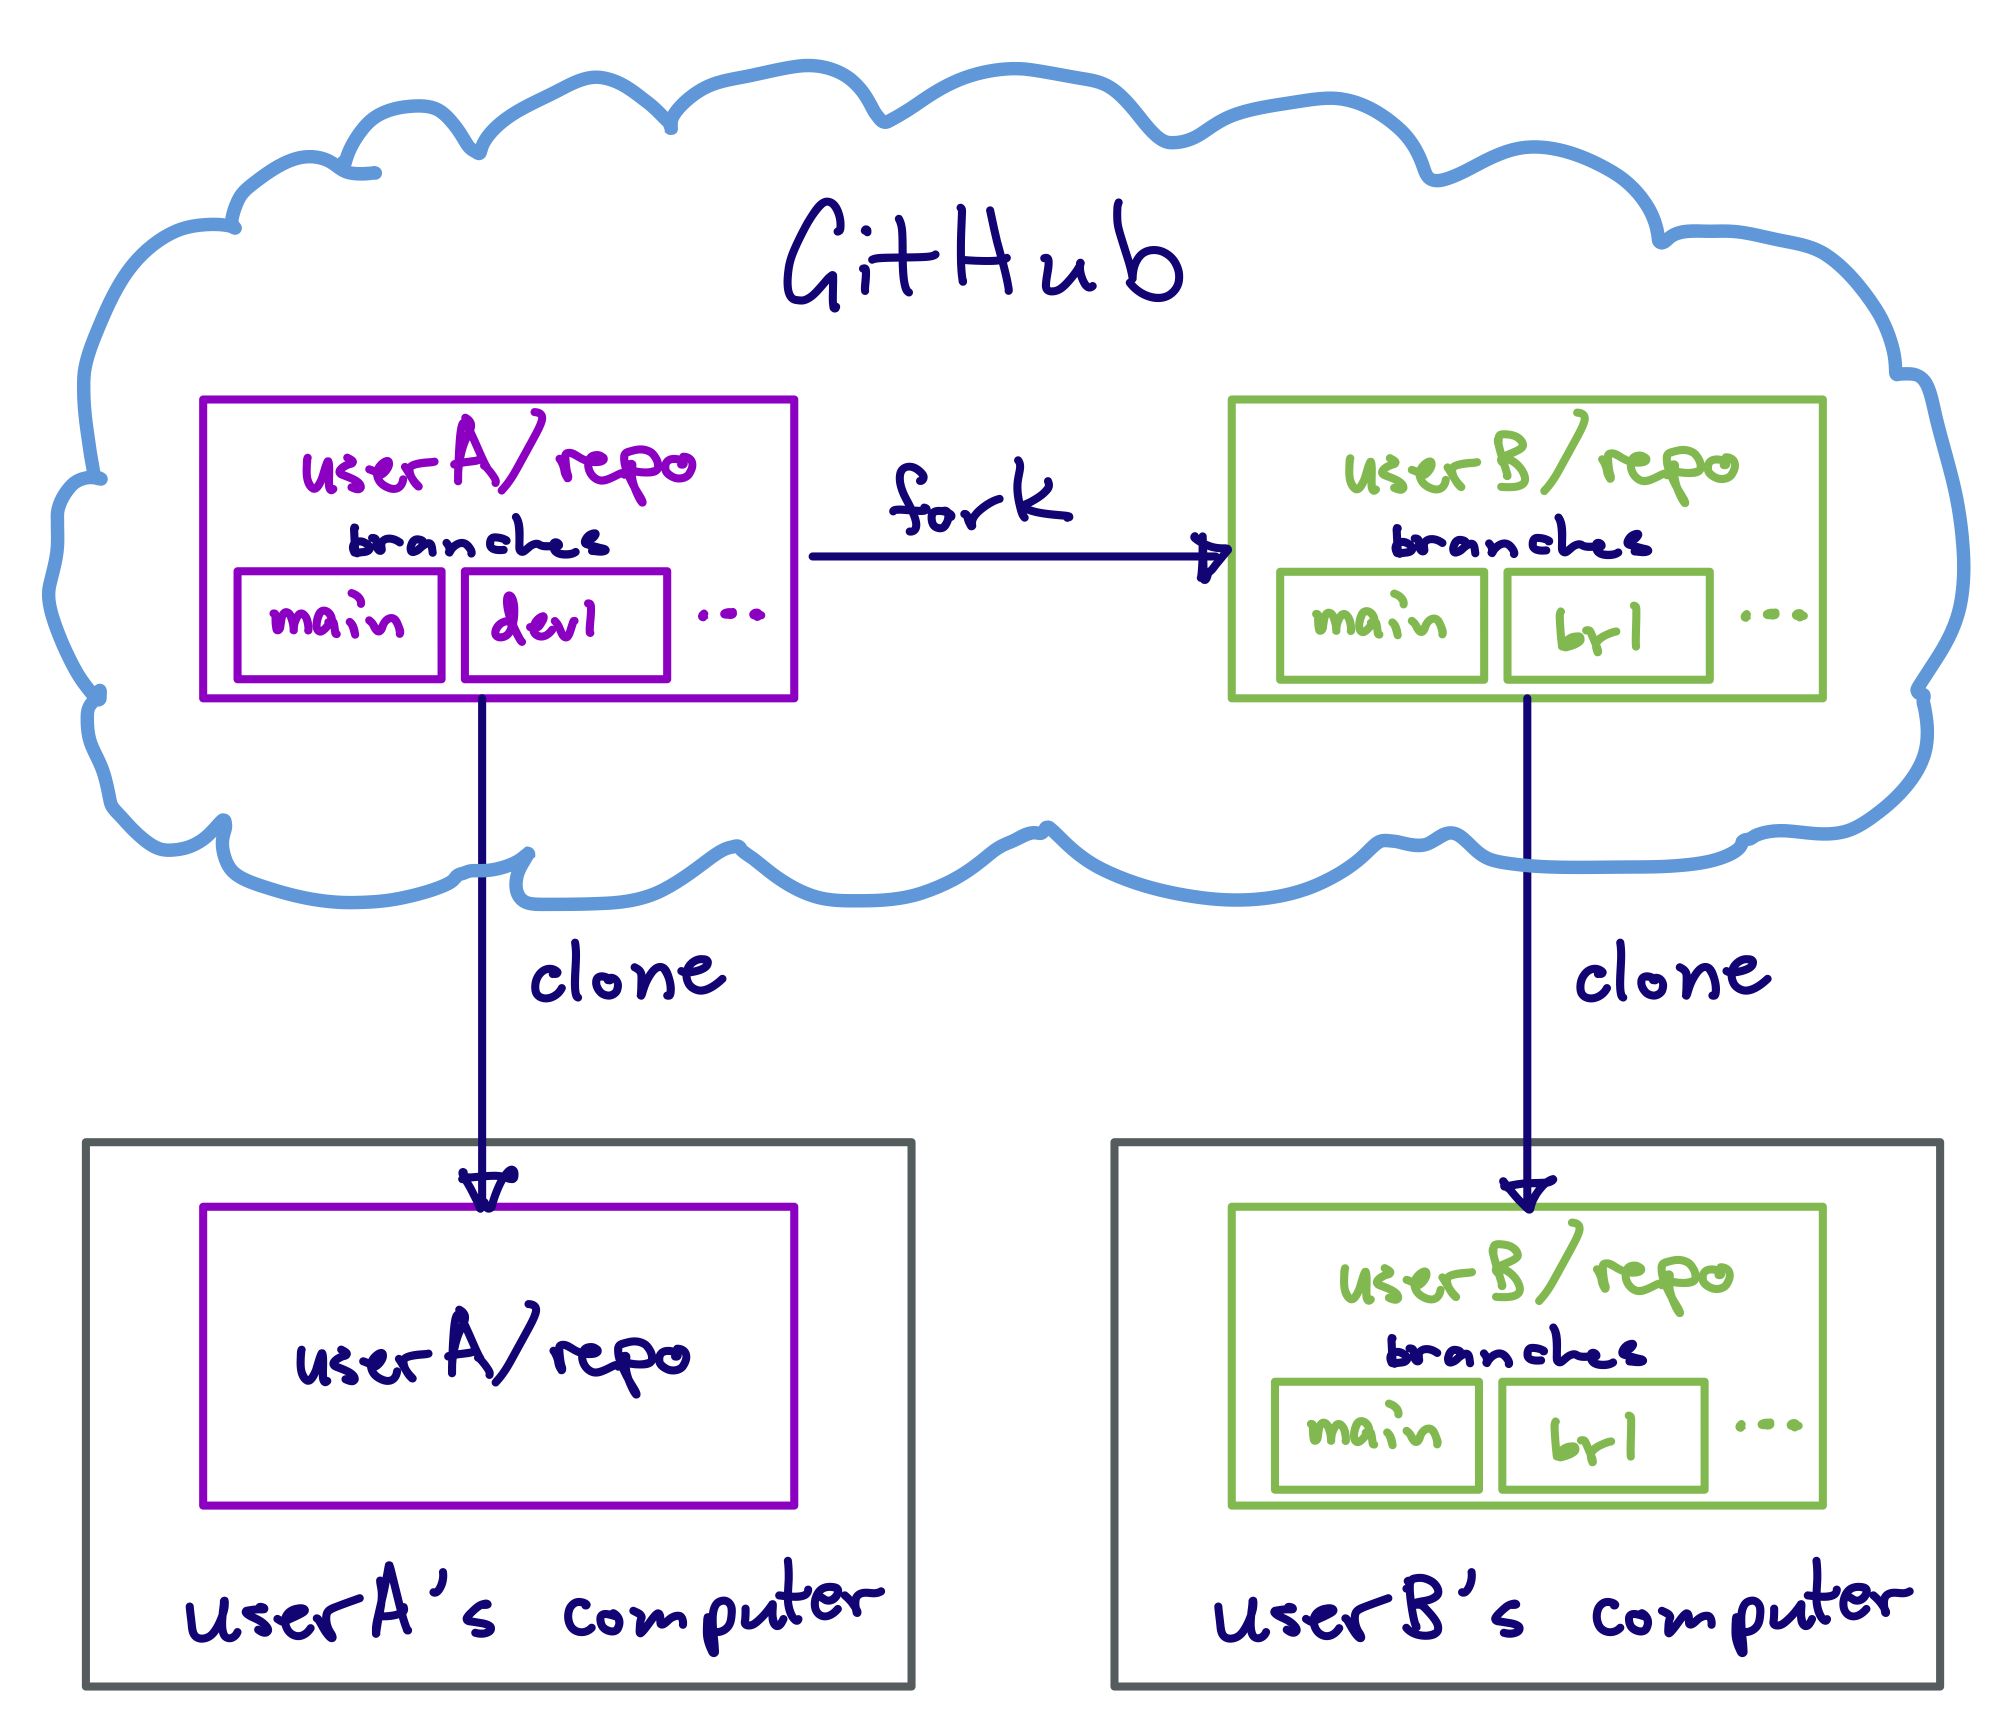 GitHub
userA/repo
branches
main dev1 ...
fork
userB/repo
branches
main br1 ...
clone
clone
userA/repo
userA's computer
userB/repo
branches
main br1 ...
userB's computer